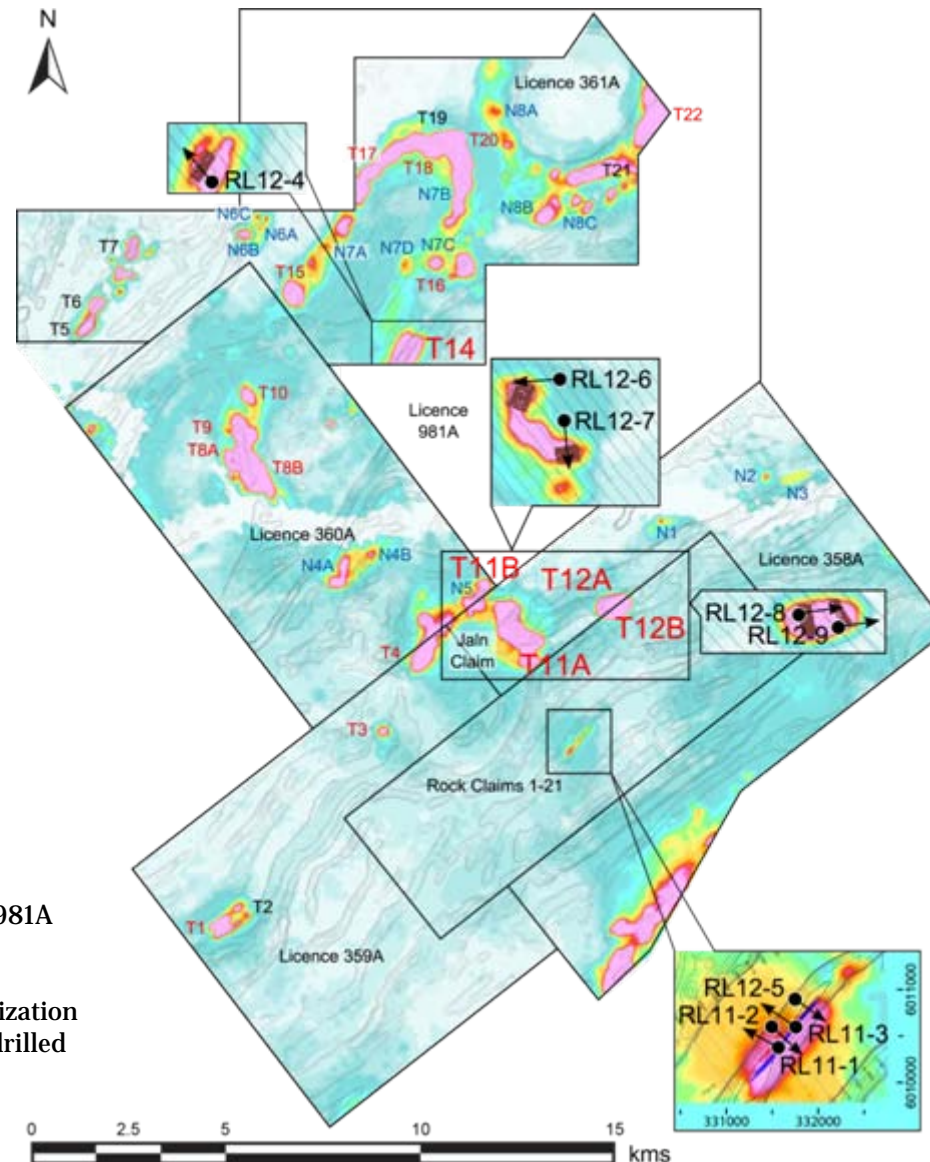 N
Licence 361A
T22
N8A
T19
T20
T17
T18
T21
RL12-4
N7B
N8B
N8C
N6C
N6A
N6B
T7
N7A
N7D
N7C
T15
T16
T6
T5
T14
Licence
981A
RL12-6
RL12-7
T10
T9
T8A
T8B
N2
N3
N1
Licence 360A
N4B
N4A
Licence 358A
T11B
N5
T12A
RL12-8
T12B
RL12-9
Jaln
Claim
T4
T11A
T3
Rock Claims 1-21
981A
T2
T1
Licence 359A
ization
drilled
RL12-5
RL11-2
RL11-3
RL11-1
6011000
6010000
331000
332000
0
2.5
5
10
15
kms